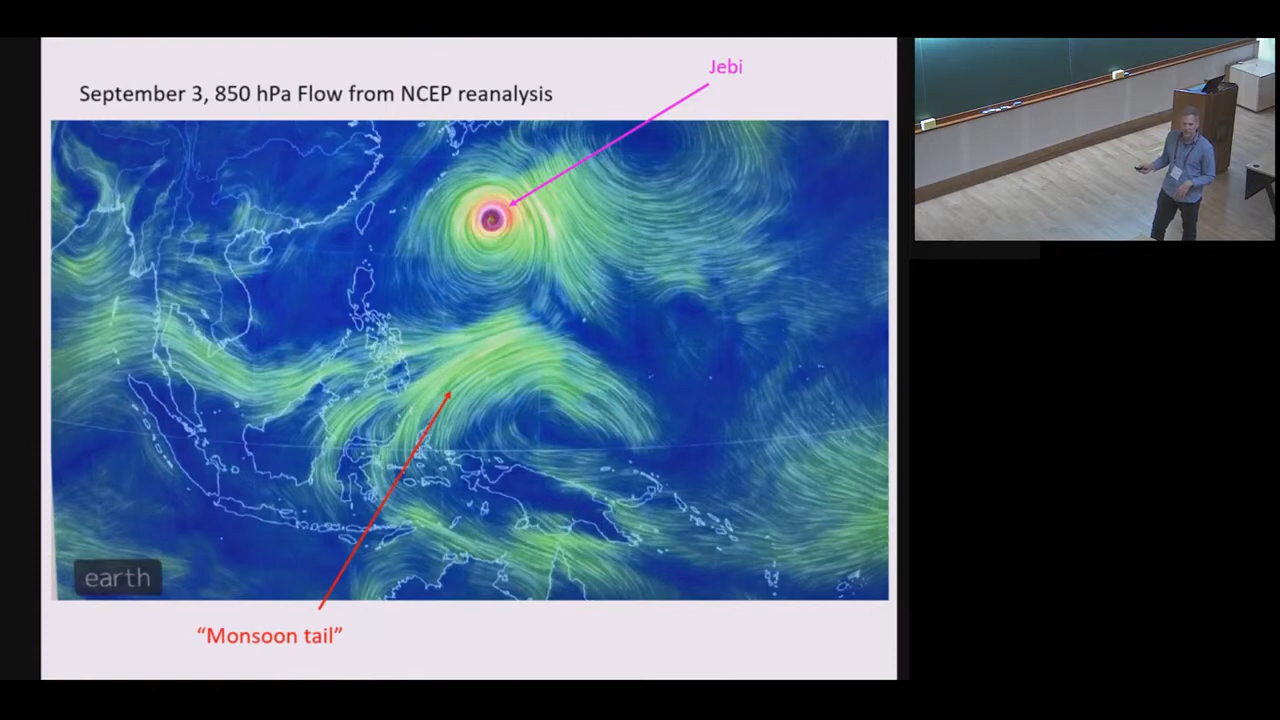 Jebi
September 3, 850 hPa Flow from NCEP reanalysis
earth
“Monsoon tail”